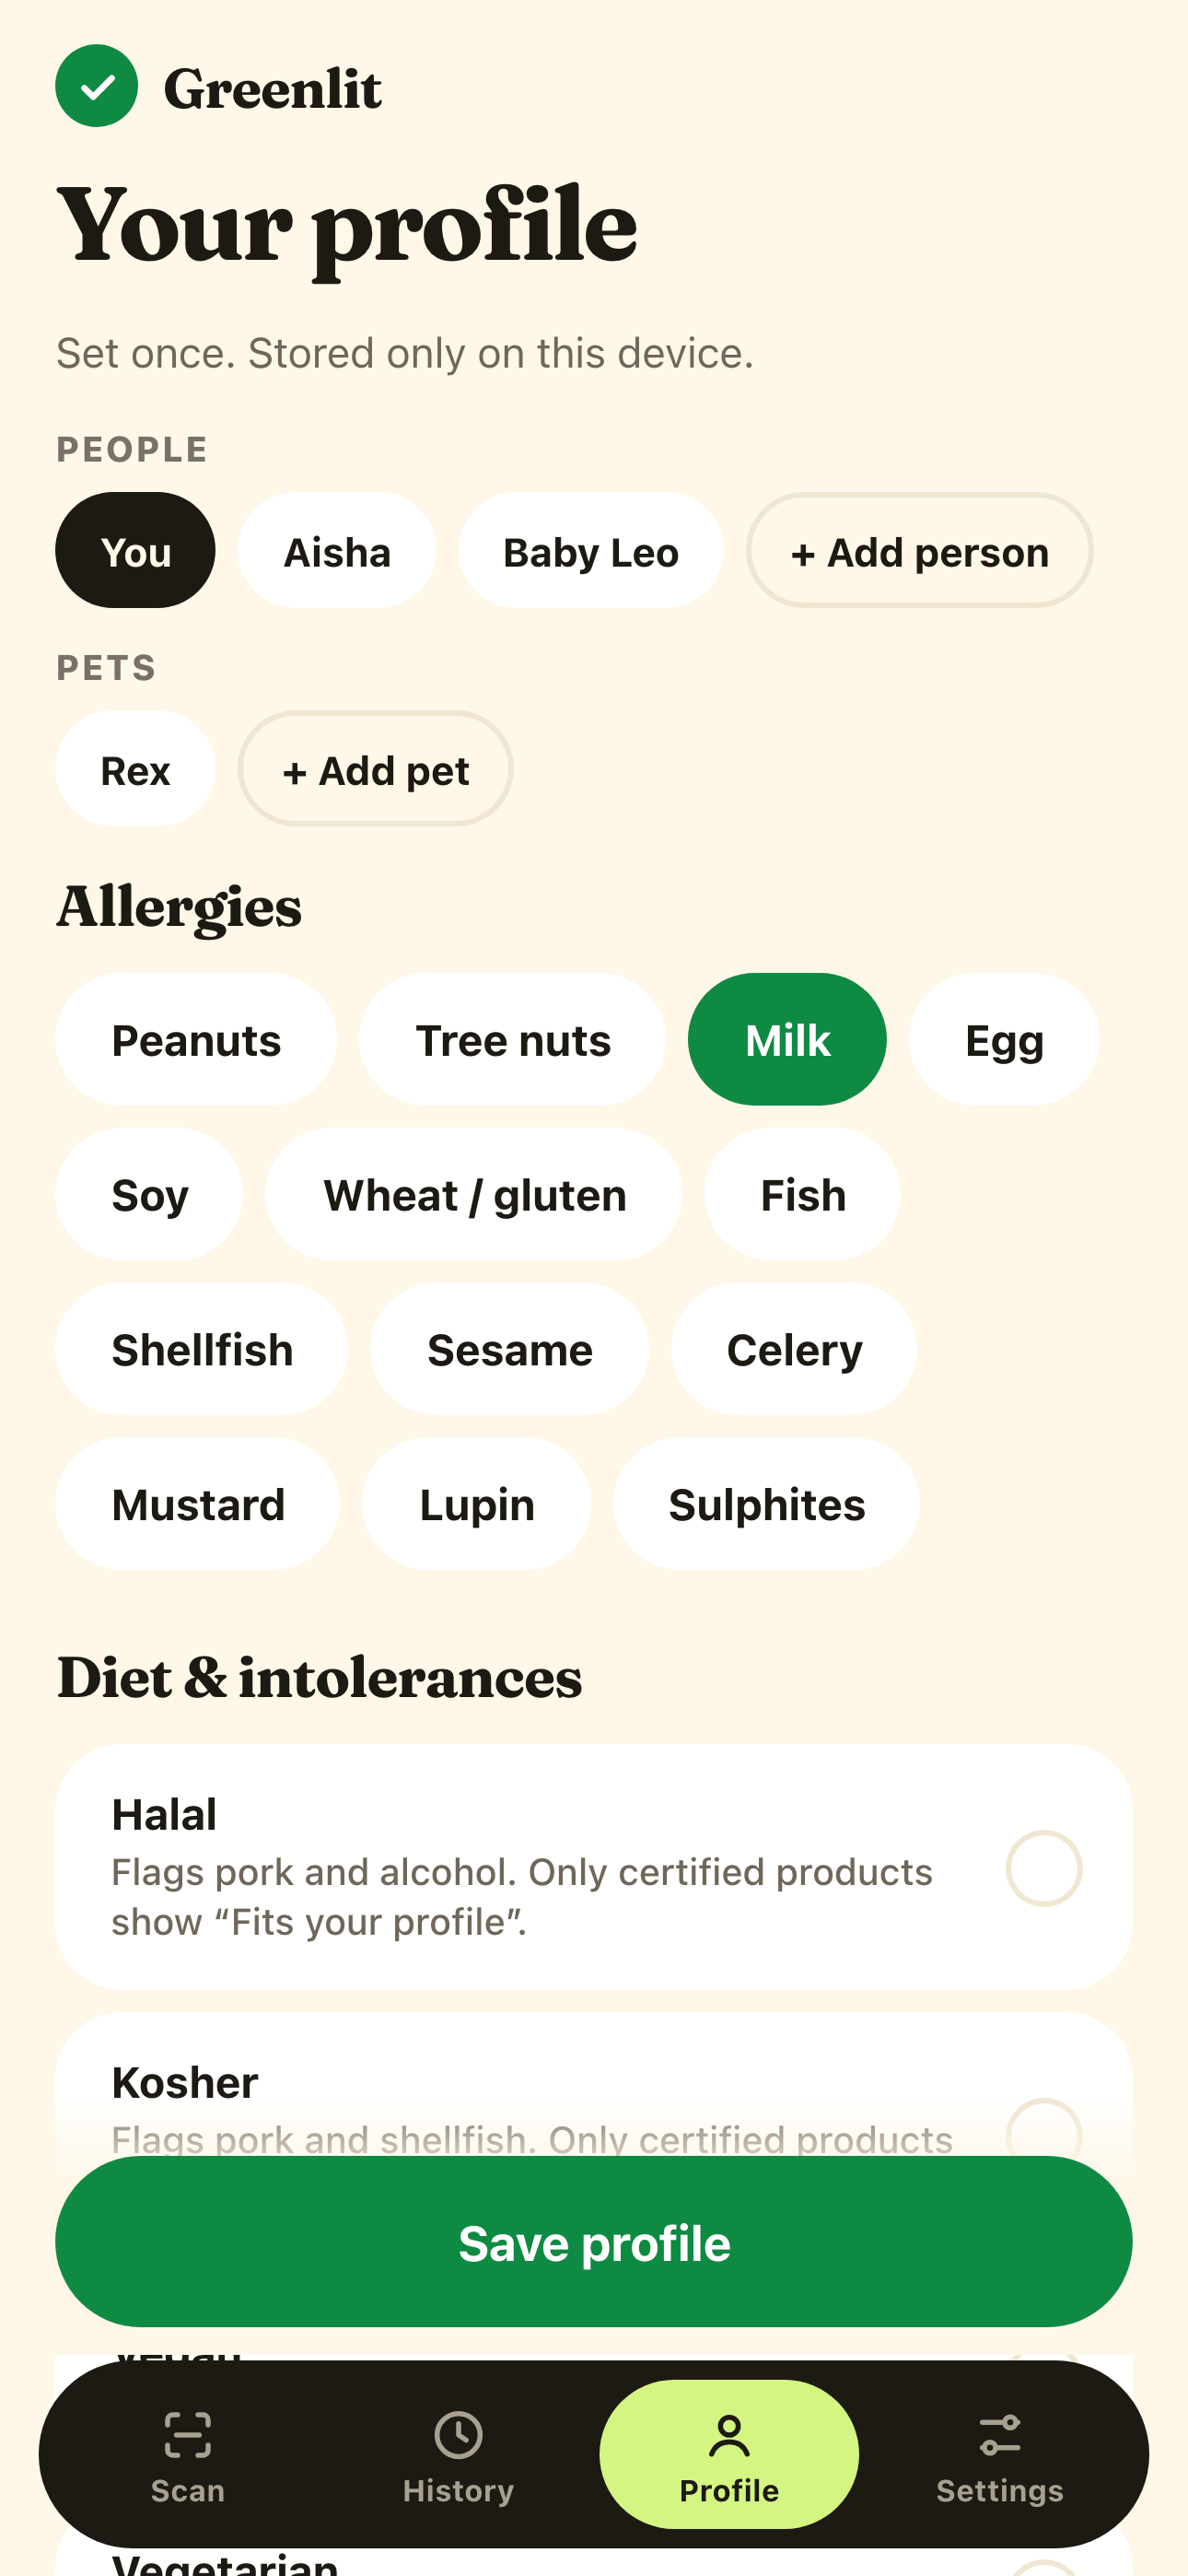 Greenlit
Your profile
Set once. Stored only on this device.
PEOPLE
You
Aisha
Baby Leo
+ Add person
PETS
Rex
+ Add pet
Allergies
Peanuts
Tree nuts
Milk
Egg
Soy
Wheat / gluten
Fish
Shellfish
Sesame
Celery
Mustard
Lupin
Sulphites
Diet & intolerances
Halal
Flags pork and alcohol. Only certified products
show “Fits your profile”.
Kosher
Flags pork and shellfish. Only certified products
Save profile
Vegan
Scan
History
Profile
Settings
Vegetarian